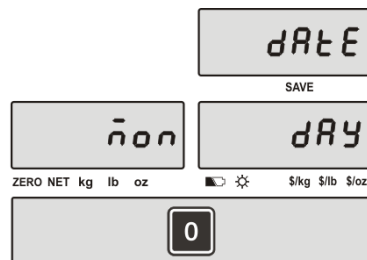 dAtE
SAVE
mon dAY
ZERO NET kg lb oz $/kg $/lb $/oz
0